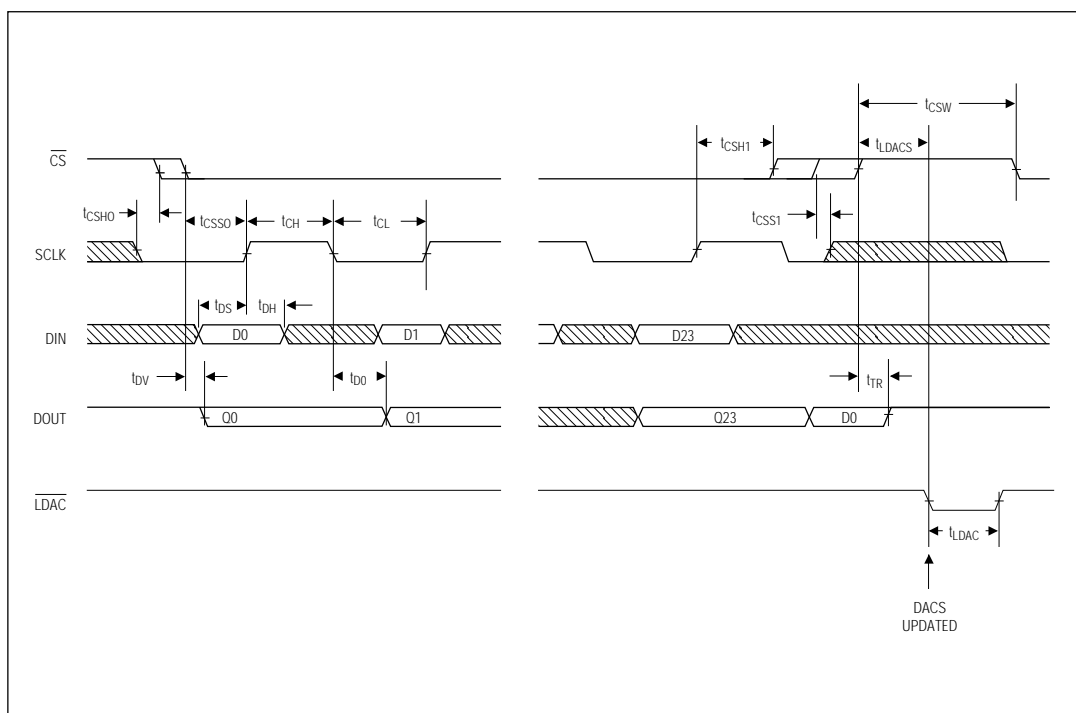 tCSW
tCSH1
tLDACS
CS
tCSHO
tCSSO
tCH
tCL
tCSS1
SCLK
tDS
tDH
DIN
D0
D1
D23
tDV
tD0
tTR
DOUT
Q0
Q1
Q23
D0
LDAC
tLDAC
DACS
UPDATED